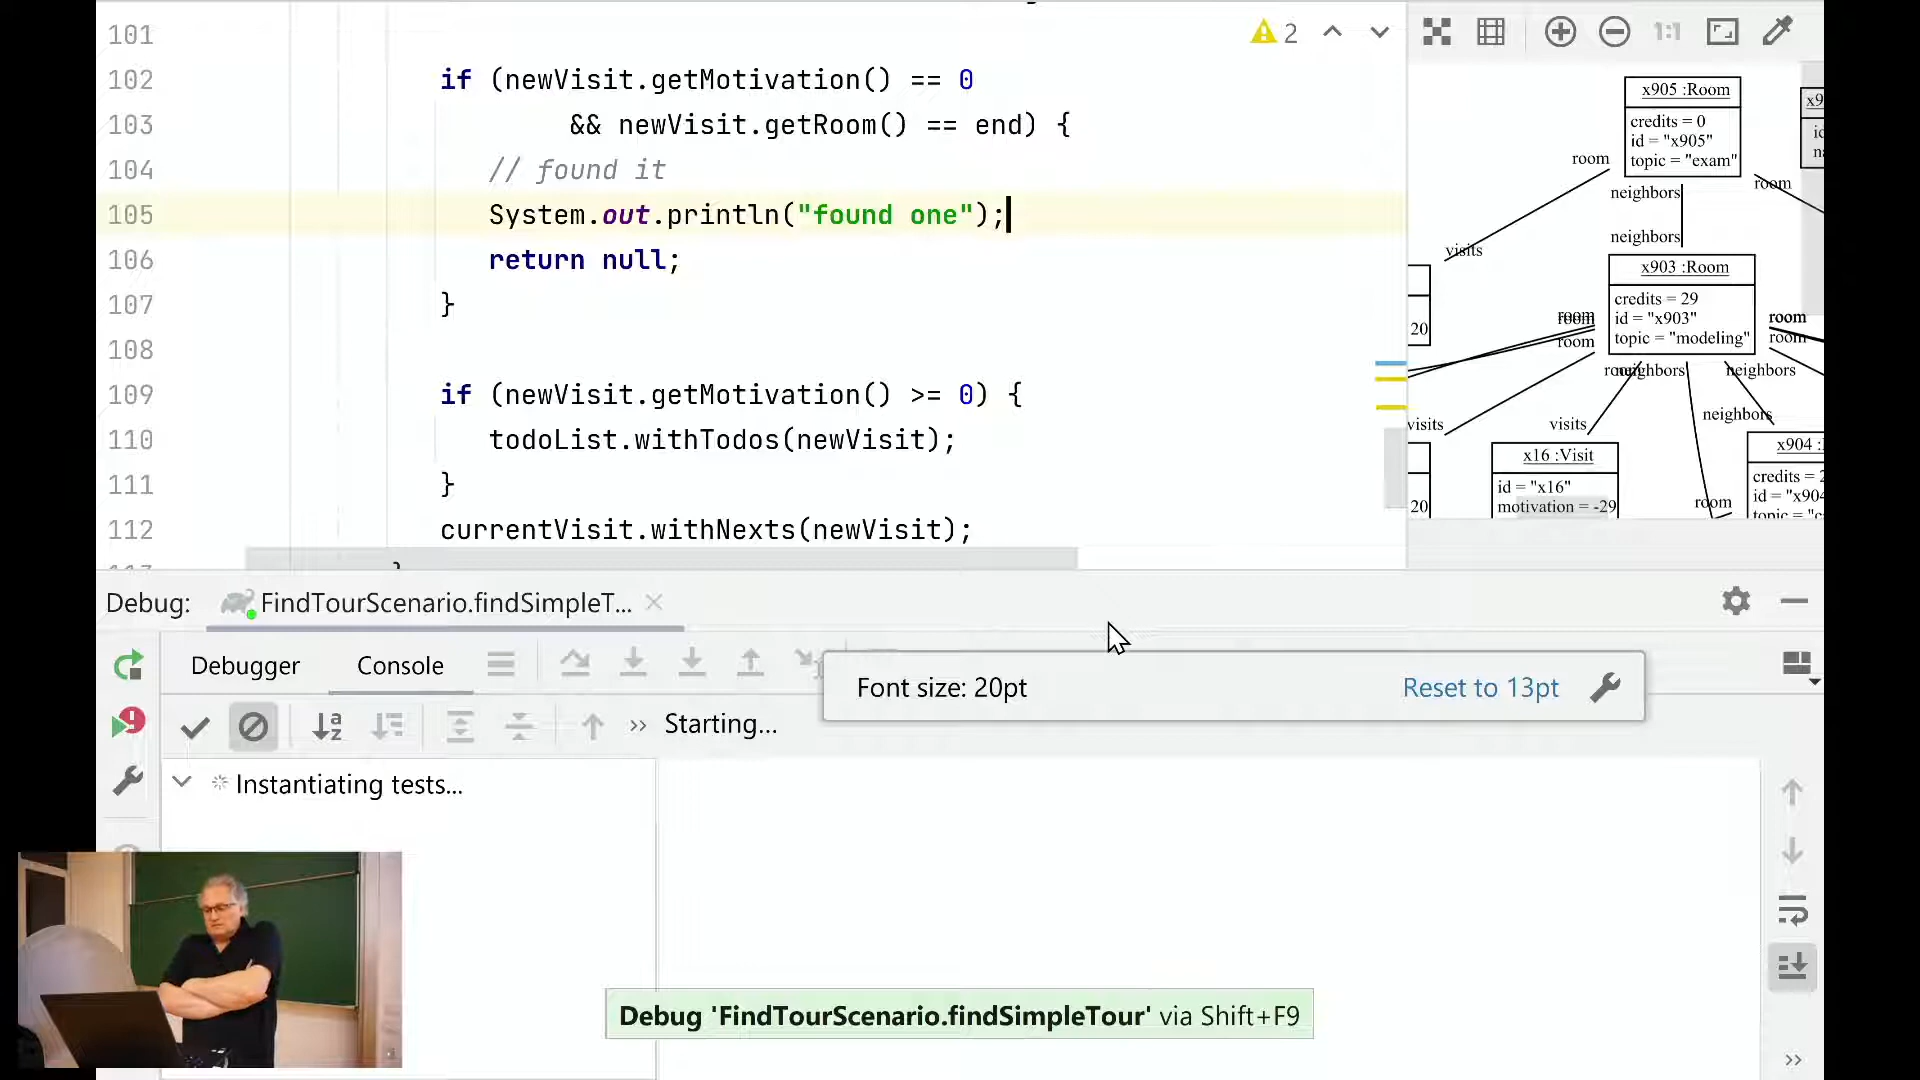 101
2
102 if (newVisit.getMotivation() == 0
103 && newVisit.getRoom() == end) {
104 // found it
105 System.out.println("found one");
106 return null;
107 }
108
109 if (newVisit.getMotivation() >= 0) {
110 todoList.withTodos(newVisit);
111 }
112 currentVisit.withNexts(newVisit);
}
1:1
x905 :Room
credits = 0
id = "x905"
topic = "exam"
room
neighbors
room
visits
neighbors
x903 :Room
credits = 29
id = "x903"
topic = "modeling"
room
room
room
room
20
neighbors
neighbors
neighbors
visits
visits
x16 :Visit
id = "x16"
motivation = -29
20
room
x904
credits =
Debug: FindTourScenario.findSimpleT...
Debugger Console
Font size: 20pt Reset to 13pt
Starting...
Instantiating tests...
Debug 'FindTourScenario.findSimpleTour' via Shift+F9